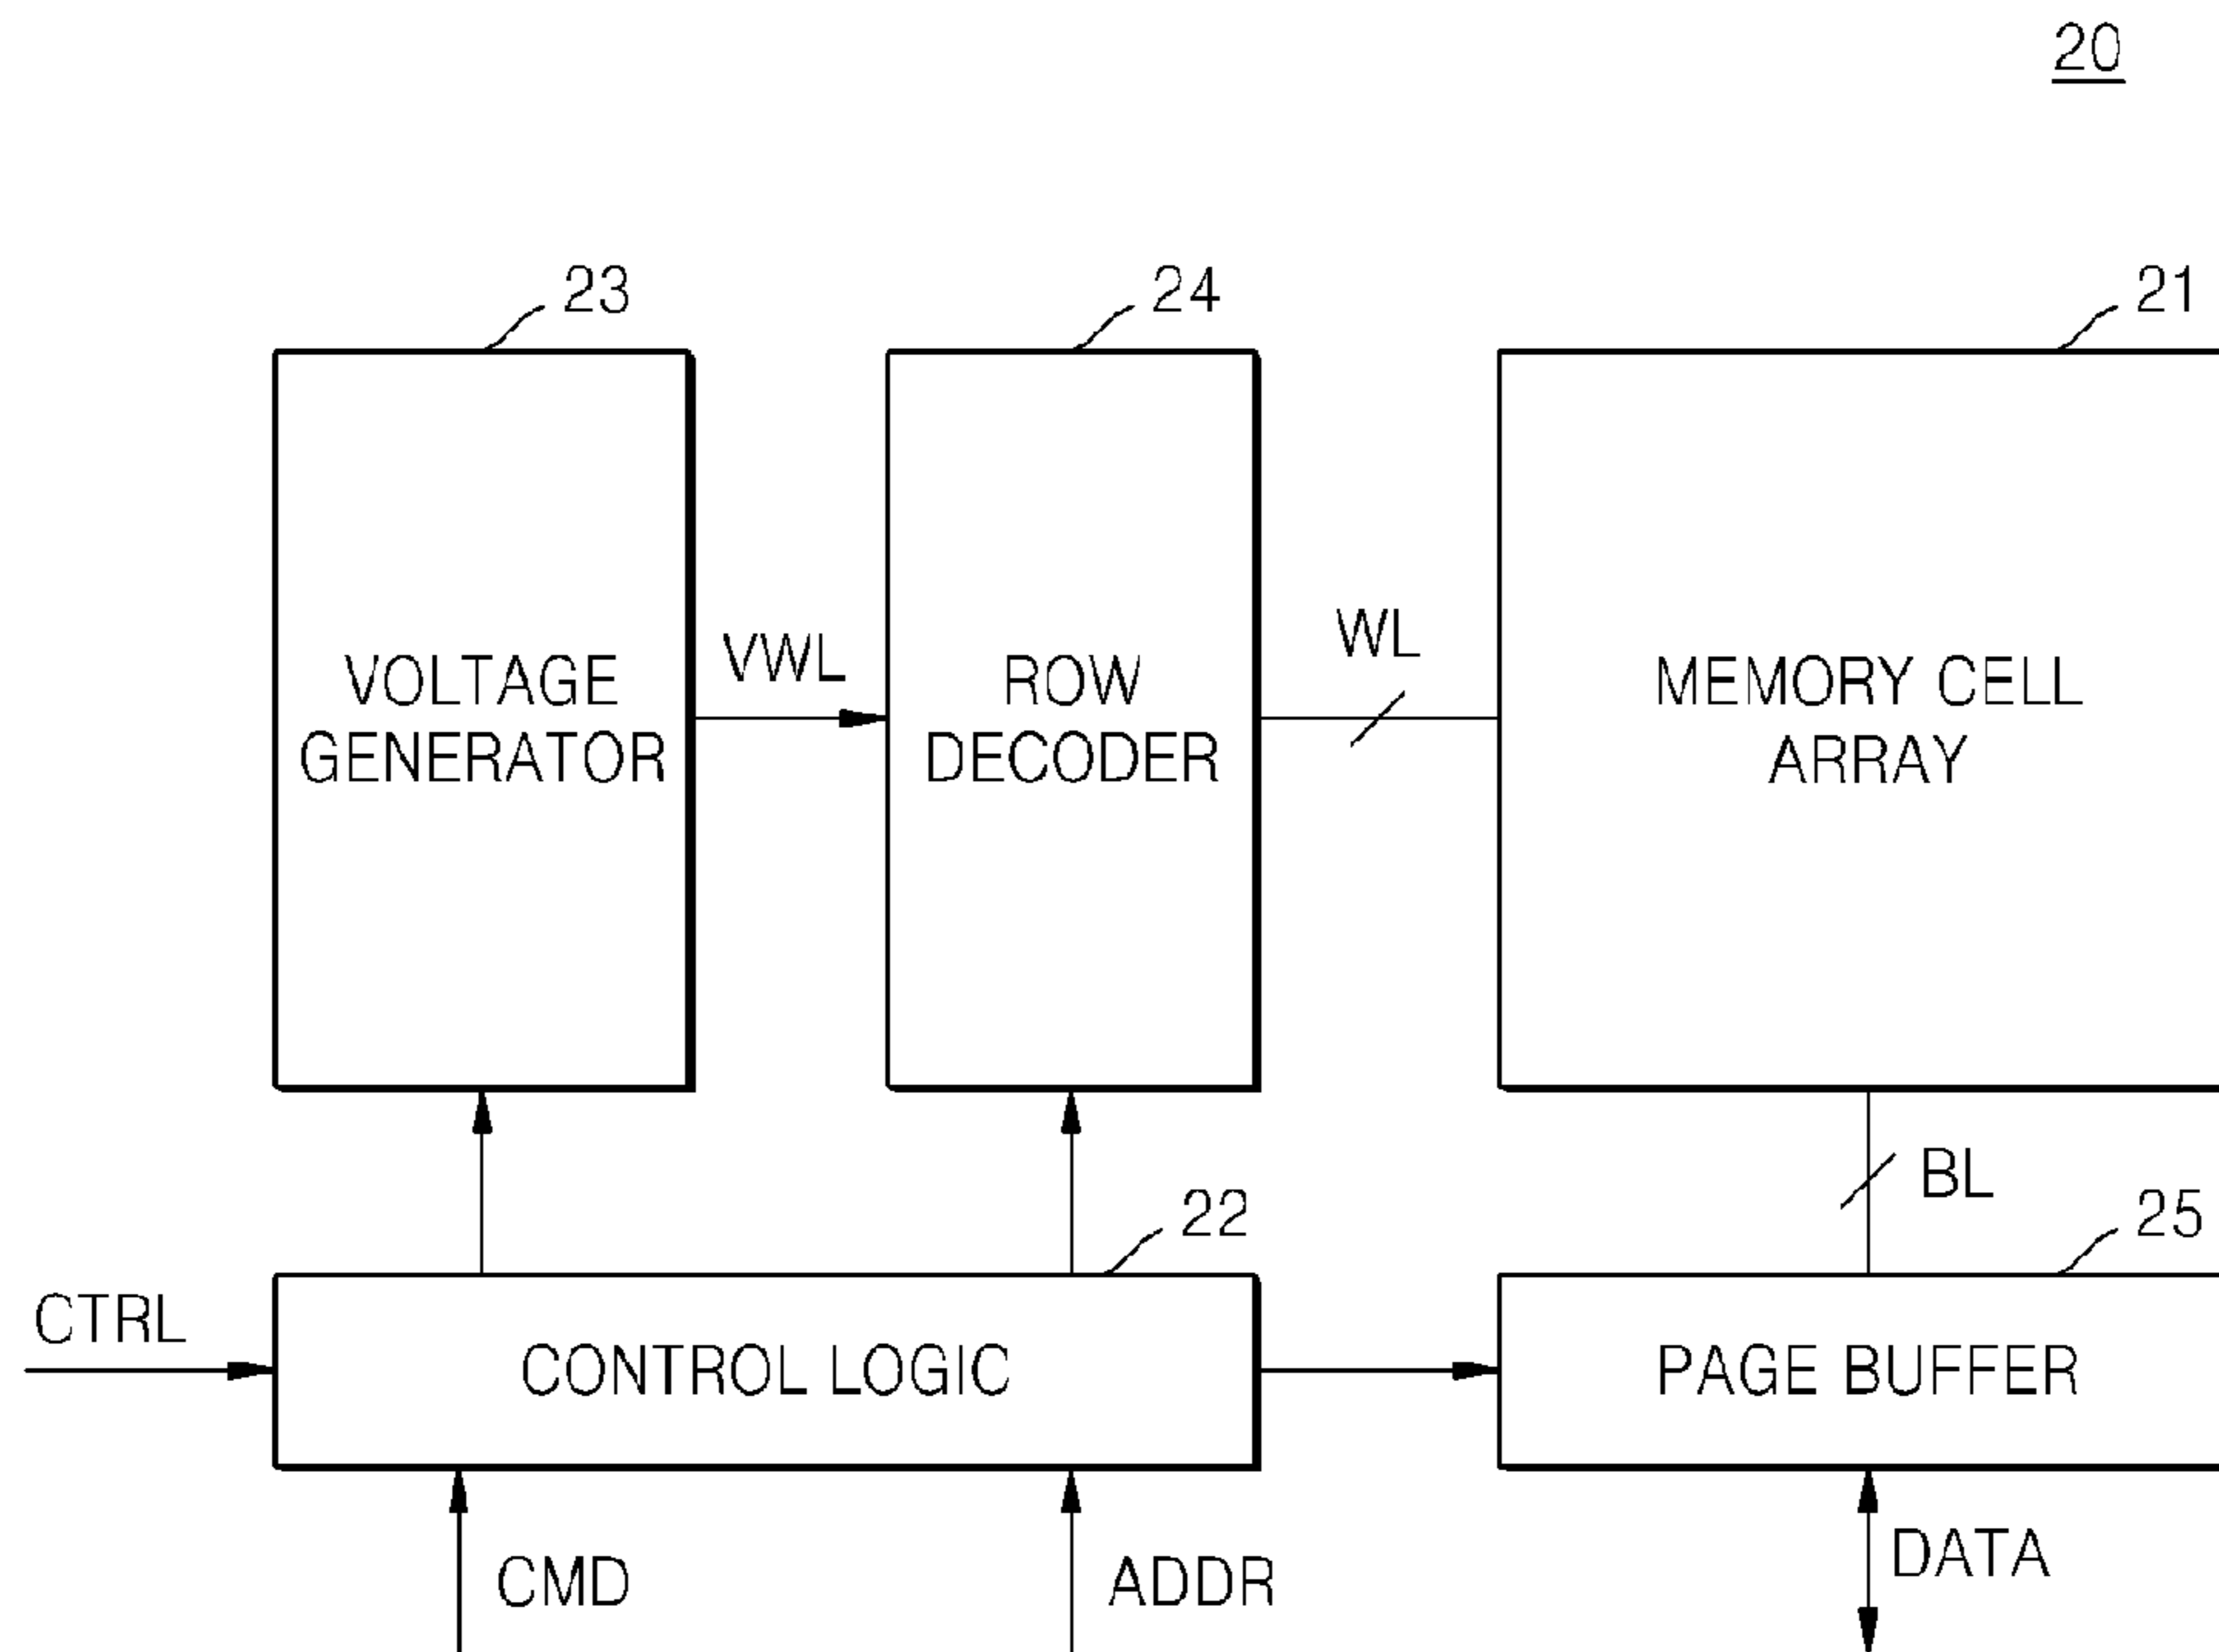 20
23
24
21
VOLTAGE
GENERATOR
VWL
ROW
DECODER
WL
MEMORY CELL
ARRAY
BL
22
25
CTRL
CONTROL LOGIC
PAGE BUFFER
CMD
ADDR
DATA